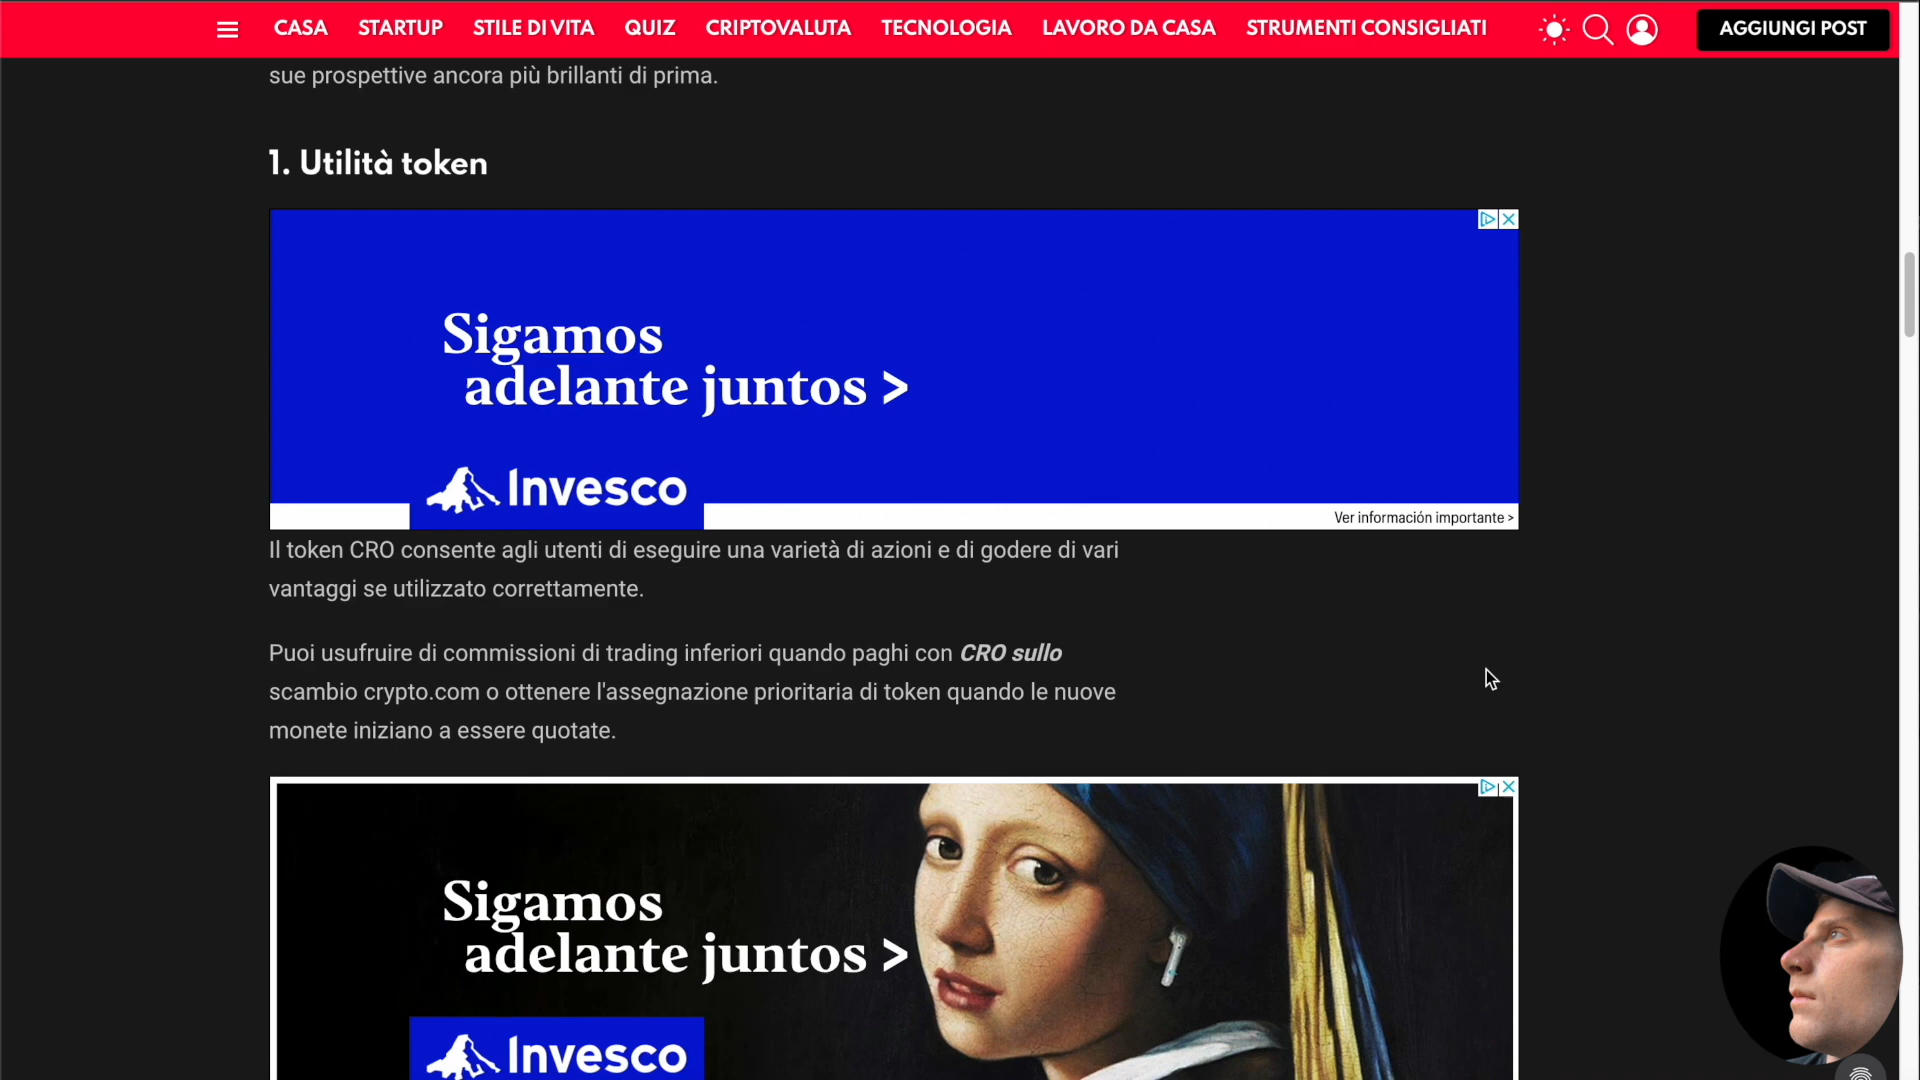 CASA STARTUP STILE DI VITA QUIZ CRIPTOVALUTA TECNOLOGIA LAVORO DA CASA STRUMENTI CONSIGLIATI AGGIUNGI POST
sue prospettive ancora più brillanti di prima.
1. Utilità token
Sigamos
adelante juntos >
Invesco
Ver información importante >
Il token CRO consente agli utenti di eseguire una varietà di azioni e di godere di vari
vantaggi se utilizzato correttamente.
Puoi usufruire di commissioni di trading inferiori quando paghi con CRO sullo
scambio crypto.com o ottenere l'assegnazione prioritaria di token quando le nuove
monete iniziano a essere quotate.
Sigamos
adelante juntos >
Invesco